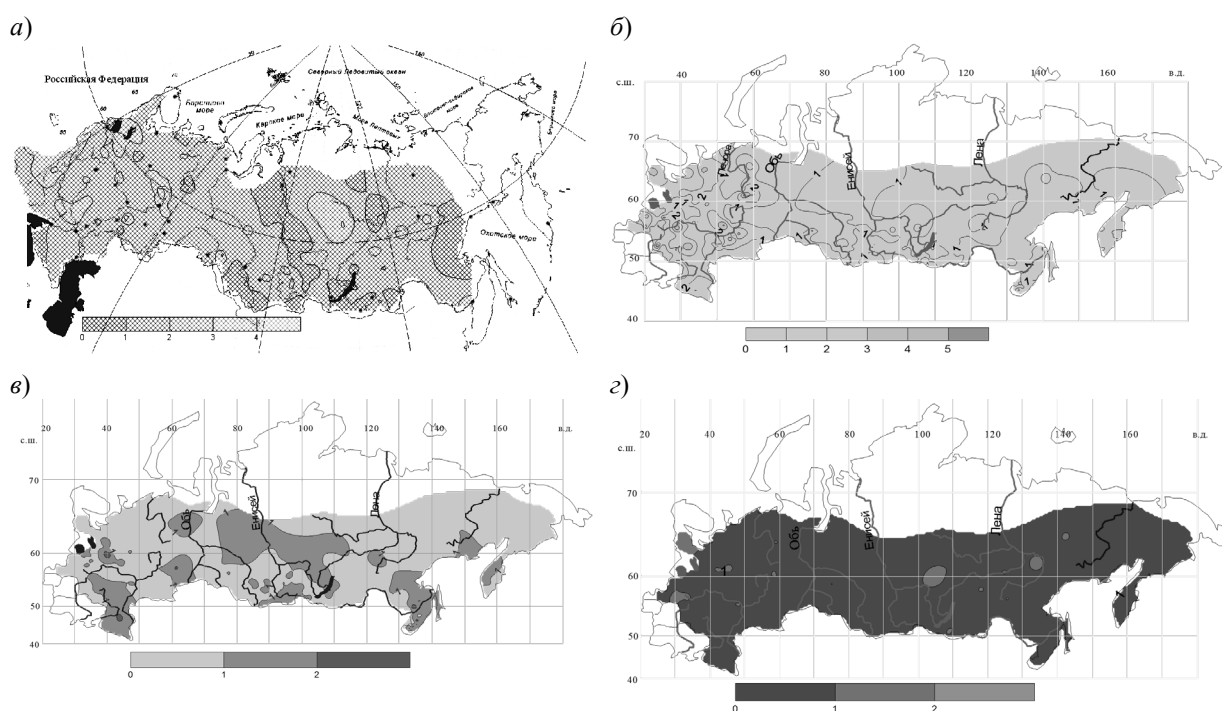 а)
Российская Федерация
Северный Ледовитый океан
Баренцево море
Карское море
Море Лаптевых
Охотское море
0 1 2 3 4
б)
с.ш. 40 60 80 100 120 140 160 в.д.
70
Обь
Енисей
Лена
60
50
40
0 1 2 3 4 5
в)
20 40 60 80 100 120 140 160 в.д.
с.ш.
70
Обь
Енисей
Лена
60
50
40
0 1 2
г)
20 40 60 80 100 120 140 160 в.д.
с.ш.
70
Обь
Енисей
Лена
60
50
40
0 1 2